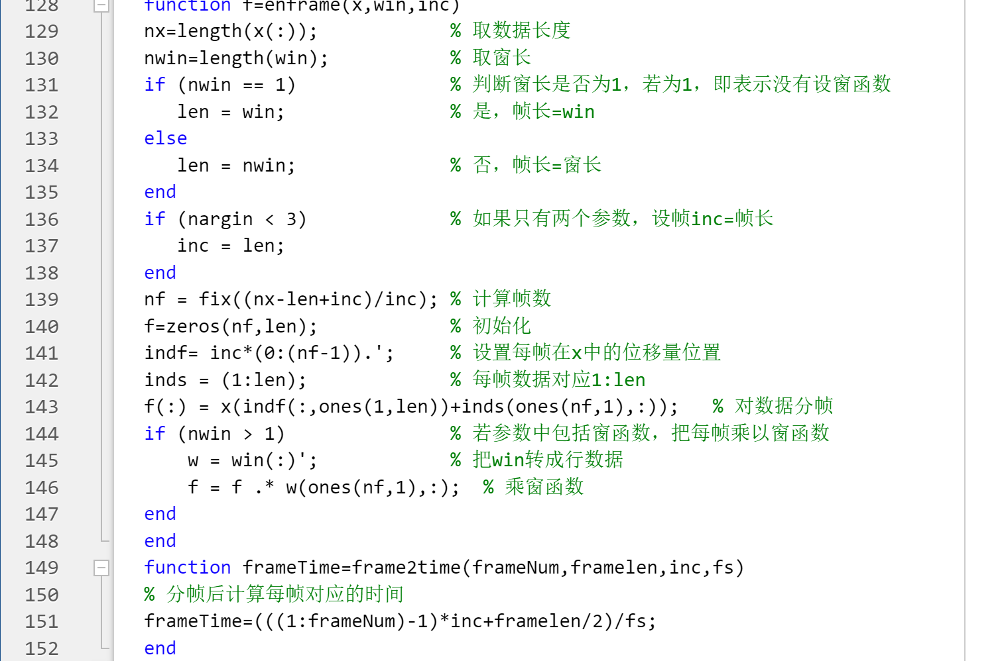 128 function f=enframe(x,win,inc)
129 nx=length(x(:)); % 取数据长度
130 nwin=length(win); % 取窗长
131 if (nwin == 1) % 判断窗长是否为1，若为1，即表示没有设窗函数
132 len = win; % 是，帧长=win
133 else
134 len = nwin; % 否，帧长=窗长
135 end
136 if (nargin < 3) % 如果只有两个参数，设帧inc=帧长
137 inc = len;
138 end
139 nf = fix((nx-len+inc)/inc); % 计算帧数
140 f=zeros(nf,len); % 初始化
141 indf= inc*(0:(nf-1)).'; % 设置每帧在x中的位移量位置
142 inds = (1:len); % 每帧数据对应1:len
143 f(:) = x(indf(:,ones(1,len))+inds(ones(nf,1),:)); % 对数据分帧
144 if (nwin > 1) % 若参数中包括窗函数，把每帧乘以窗函数
145 w = win(:)'; % 把win转成行数据
146 f = f .* w(ones(nf,1),:); % 乘窗函数
147 end
148 end
149 function frameTime=frame2time(frameNum,framelen,inc,fs)
150 % 分帧后计算每帧对应的时间
151 frameTime=(((1:frameNum)-1)*inc+framelen/2)/fs;
152 end